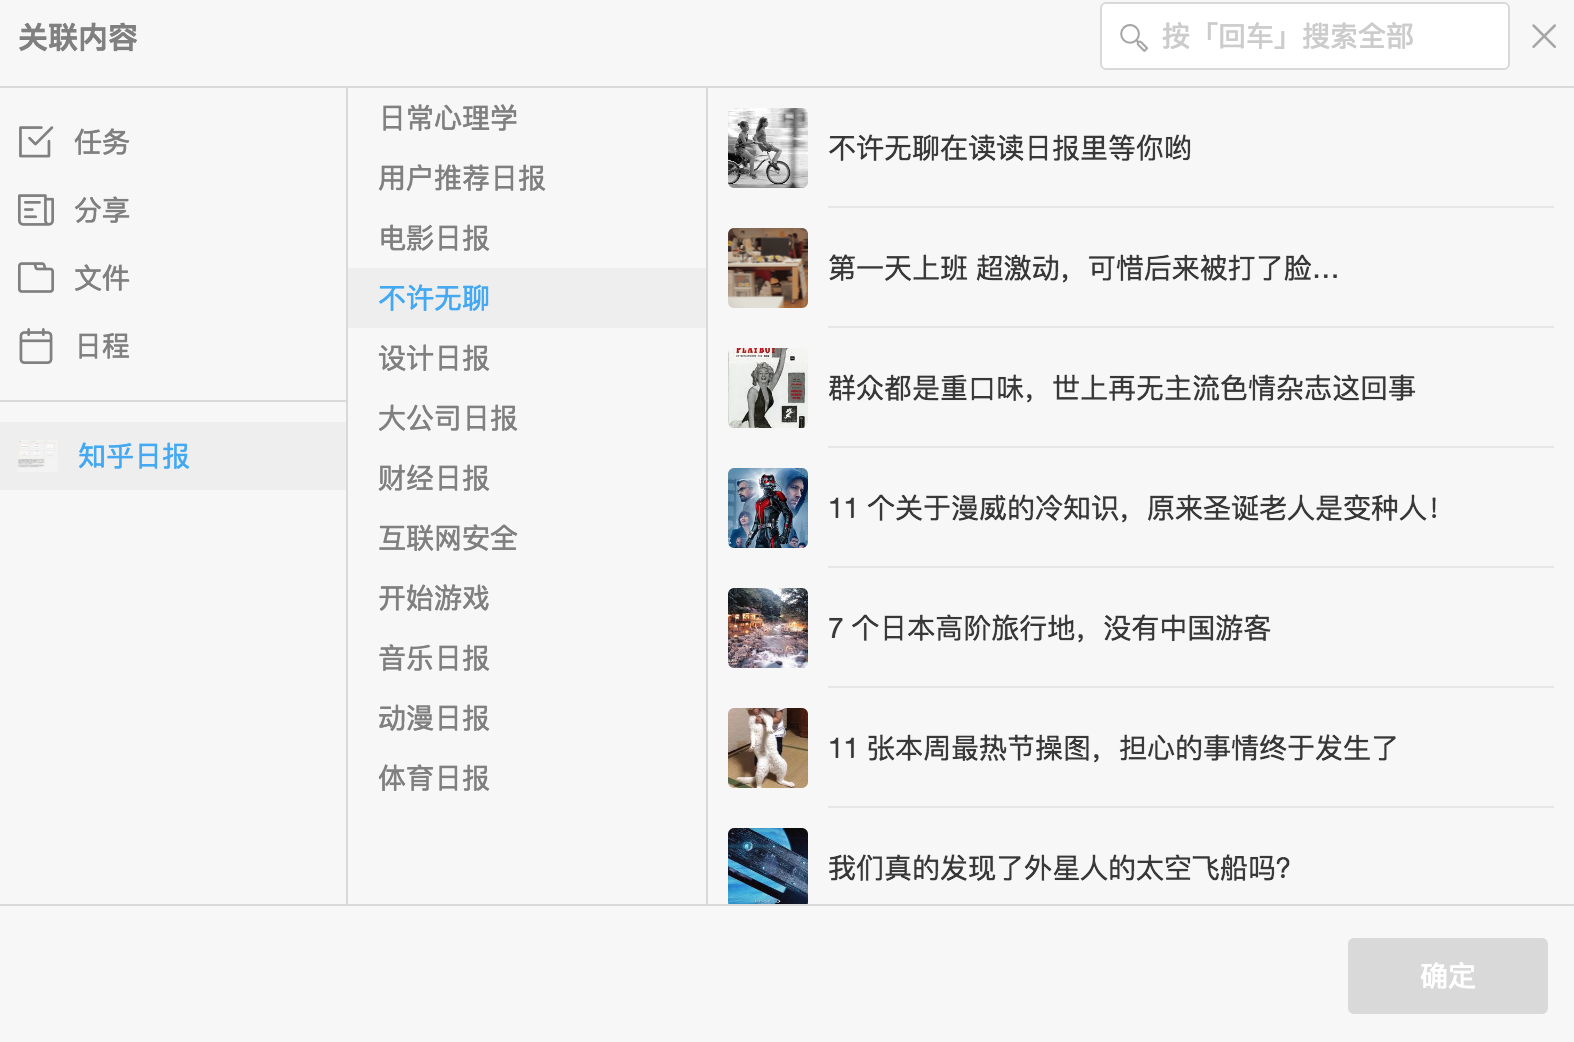 关联内容
按「回车」搜索全部
任务
分享
文件
日程
知乎日报
日常心理学
用户推荐日报
电影日报
不许无聊
设计日报
大公司日报
财经日报
互联网安全
开始游戏
音乐日报
动漫日报
体育日报
不许无聊在读读日报里等你哟
第一天上班 超激动，可惜后来被打了脸…
PLAYBOY
群众都是重口味，世上再无主流色情杂志这回事
11 个关于漫威的冷知识，原来圣诞老人是变种人！
7 个日本高阶旅行地，没有中国游客
11 张本周最热节操图，担心的事情终于发生了
我们真的发现了外星人的太空飞船吗？
确定